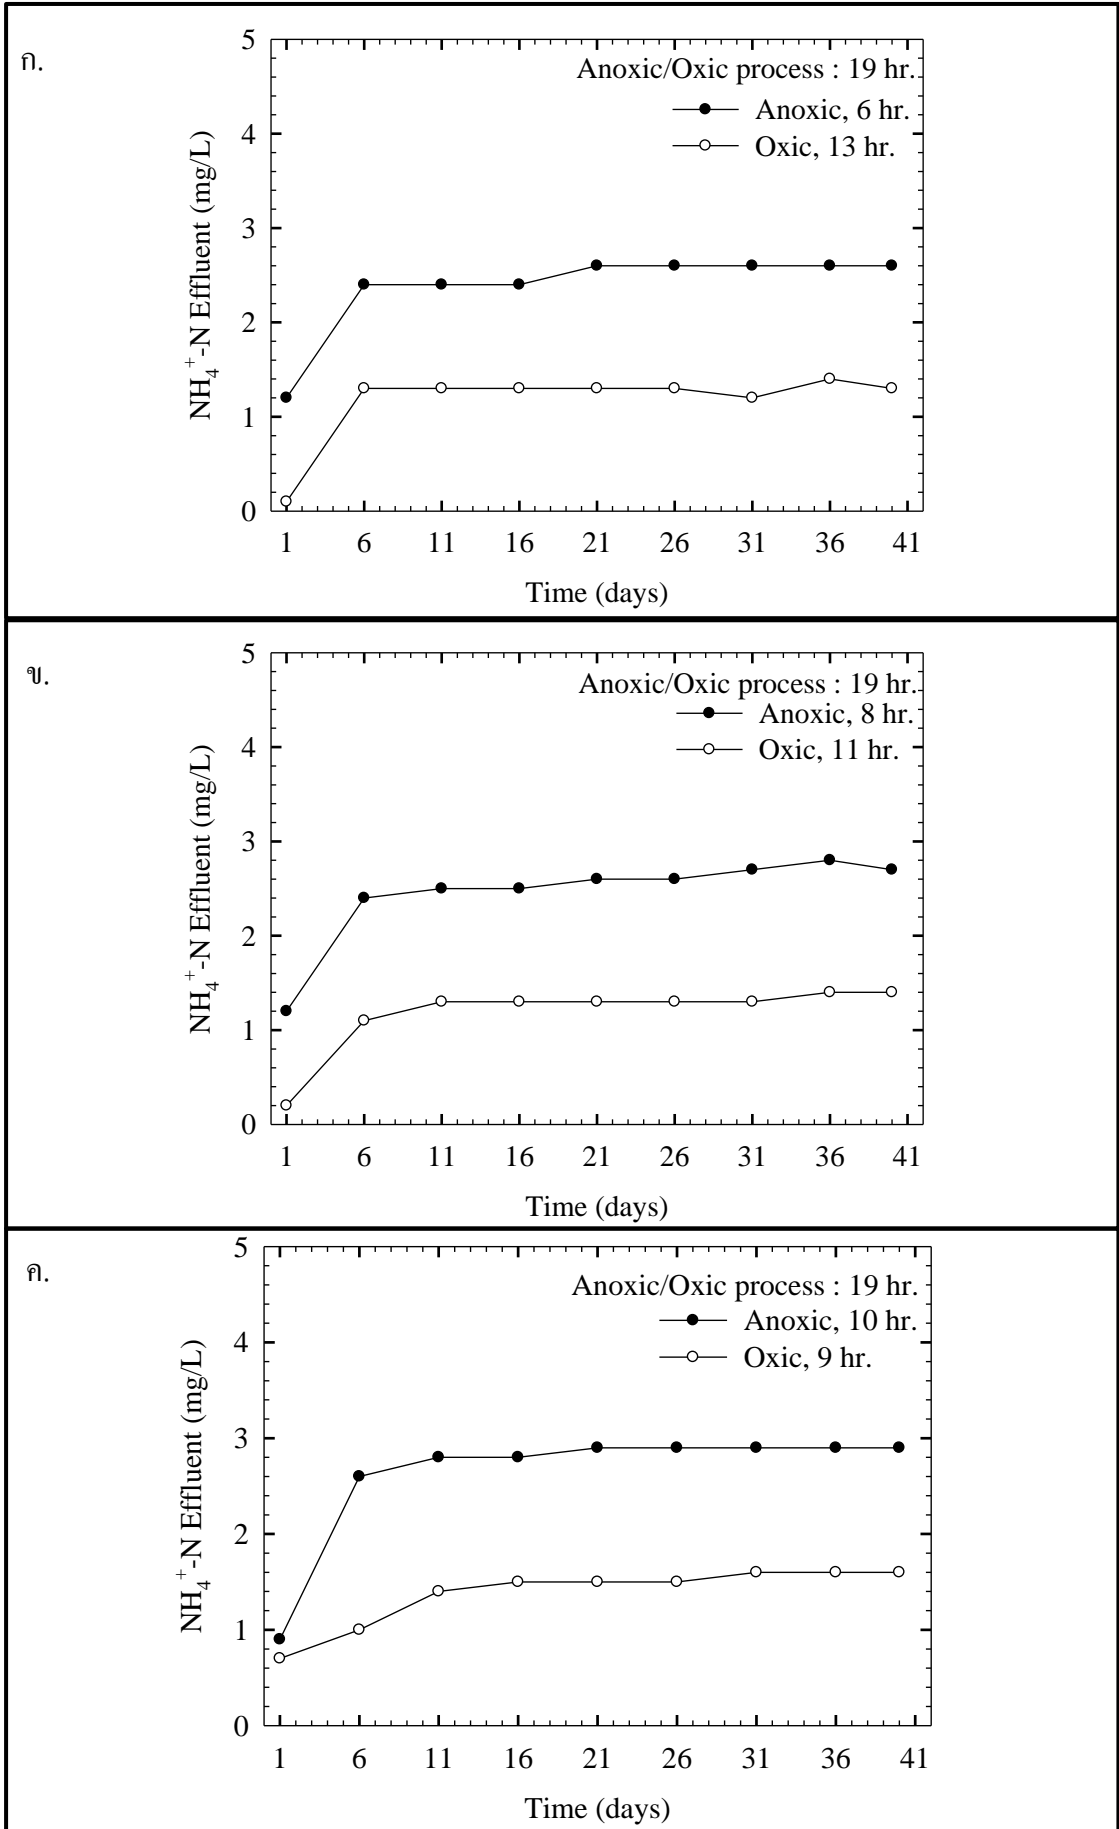 ก.
Anoxic/Oxic process : 19 hr.
Anoxic, 6 hr.
Oxic, 13 hr.
NH₄⁺-N Effluent (mg/L)
5
4
3
2
1
0
1 6 11 16 21 26 31 36 41
Time (days)
ข.
Anoxic/Oxic process : 19 hr.
Anoxic, 8 hr.
Oxic, 11 hr.
NH₄⁺-N Effluent (mg/L)
5
4
3
2
1
0
1 6 11 16 21 26 31 36 41
Time (days)
ค.
Anoxic/Oxic process : 19 hr.
Anoxic, 10 hr.
Oxic, 9 hr.
NH₄⁺-N Effluent (mg/L)
5
4
3
2
1
0
1 6 11 16 21 26 31 36 41
Time (days)